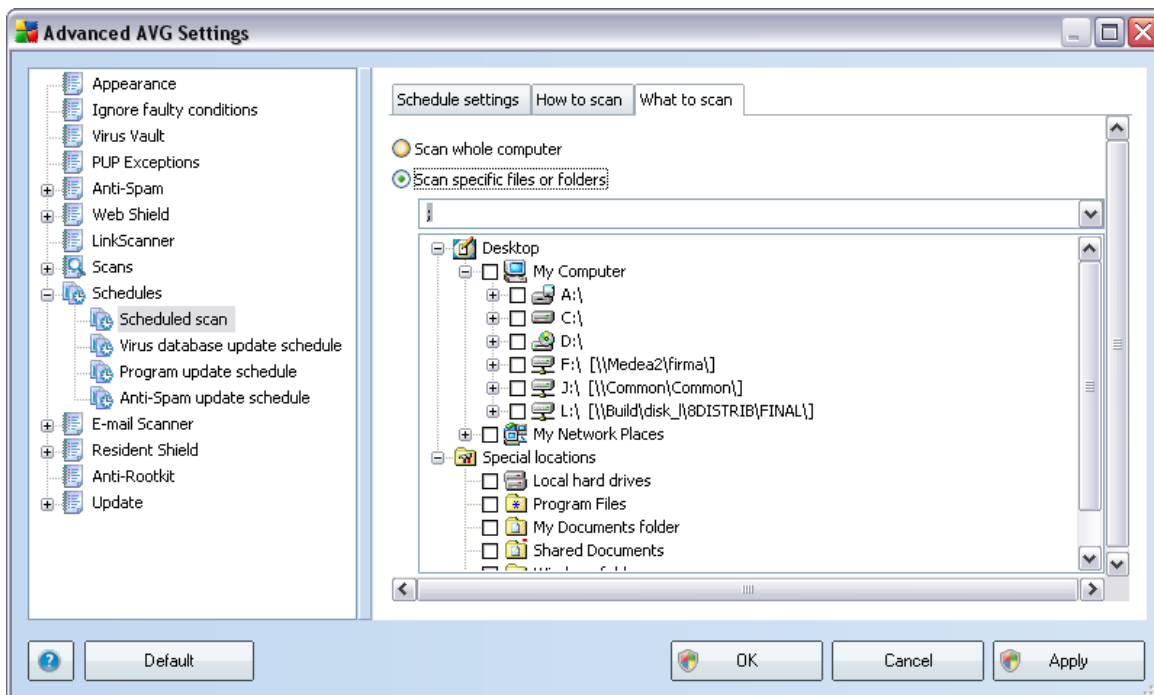 Advanced AVG Settings
Appearance
Ignore faulty conditions
Virus Vault
PUP Exceptions
Anti-Spam
Web Shield
LinkScanner
Scans
Schedules
Scheduled scan
Virus database update schedule
Program update schedule
Anti-Spam update schedule
E-mail Scanner
Resident Shield
Anti-Rootkit
Update
Schedule settings How to scan What to scan
Scan whole computer
Scan specific files or folders
;
Desktop
My Computer
A:\
C:\
D:\
F:\ [\\Medea2\firma\]
J:\ [\\Common\Common\]
L:\ [\\Build\disk_l\8DISTRIB\FINAL\]
My Network Places
Special locations
Local hard drives
Program Files
My Documents folder
Shared Documents
Default OK Cancel Apply